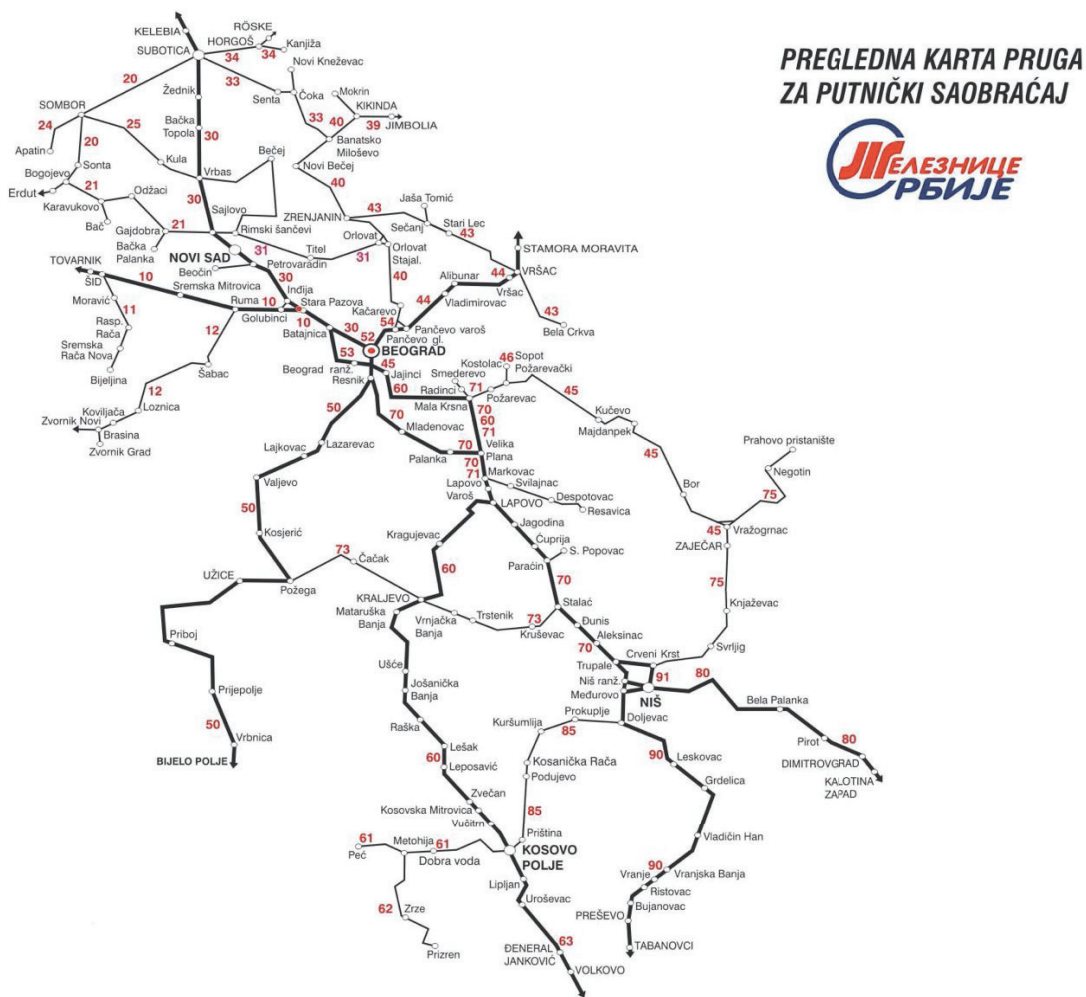 PREGLEDNA KARTA PRUGA
ZA PUTNIČKI SAOBRAĆAJ
ЖЕЛЕЗНИЦЕ
СРБИЈЕ
KELEBIA
RÖSKE
SUBOTICA
HORGOŠ
Kanjiža
34
34
20
33
Novi Kneževac
Žednik
Senta
Čoka
Mokrin
KIKINDA
SOMBOR
24
25
Bačka
Topola
30
33
40
39
JIMBOLIA
Apatin
20
Banatsko
Miloševo
Sonta
Kula
Vrbas
Bečej
Novi Bečej
Bogojevo
Erdut
21
Odžaci
40
Karavukovo
30
Jaša Tomić
Bač
Sajlovo
ZRENJANIN
43
Sečanj
Stari Lec
Gajdobra
21
Rimski šančevi
Orlovat
43
Bačka
Palanka
31
Titel
31
Orlovat
Stajal.
STAMORA MORAVITA
NOVI SAD
TOVARNIK
Petrovaradin
Beočin
ŠID
10
30
40
Alibunar
44
VRŠAC
Sremska Mitrovica
Inđija
Vršac
Moravić
Ruma
10
Stara Pazova
Kačarevo
44
Vladimirovac
11
Golubinci
10
43
Rasp.
Rača
12
Batajnica
30
54
Pančevo varoš
Bela Crkva
52
Pančevo gl.
Sremska
Rača Nova
BEOGRAD
53
45
Kostolac
46
Sopot
Požarevački
Bijeljina
Šabac
Beograd ranž.
Jajinci
Smederevo
Resnik
60
Radinci
71
Požarevac
45
12
50
Mala Krsna
70
60
71
Koviljača
Loznica
70
Kučevo
Zvornik Novi
Mladenovac
Majdanpek
Brasina
Velika
Plana
Prahovo pristanište
Zvornik Grad
Lajkovac
Lazarevac
Palanka
70
70
45
71
Markovac
Negotin
Valjevo
Lapovo
Varoš
Svilajnac
Bor
75
50
LAPOVO
Despotovac
Resavica
45
Vražogrnac
Kosjerić
Kragujevac
Jagodina
ZAJEČAR
Ćuprija
73
Čačak
S. Popovac
60
Paraćin
UŽICE
70
75
Požega
KRALJEVO
Stalać
Knjaževac
Mataruška
Banja
Vrnjačka
Banja
Trstenik
73
Đunis
Kruševac
Aleksinac
Priboj
70
Crveni Krst
Svrljig
Ušće
Trupale
80
Niš ranž.
91
Prijepolje
Jošanička
Banja
Međurovo
NIŠ
Bela Palanka
Kuršumlija
Prokuplje
50
Raška
Doljevac
85
Pirot
80
Vrbnica
Lešak
90
DIMITROVGRAD
BIJELO POLJE
60
Leposavić
Kosanička Rača
Leskovac
KALOTINA
ZAPAD
Podujevo
Zvečan
Grdelica
Kosovska Mitrovica
85
Vučitrn
Vladičin Han
61
Metohija
61
Priština
Peć
Dobra voda
KOSOVO
POLJE
90
Vranjska Banja
Vranje
Lipljan
Ristovac
62
Zrze
Uroševac
Bujanovac
PREŠEVO
Prizren
63
TABANOVCI
ĐENERAL
JANKOVIĆ
VOLKOVO